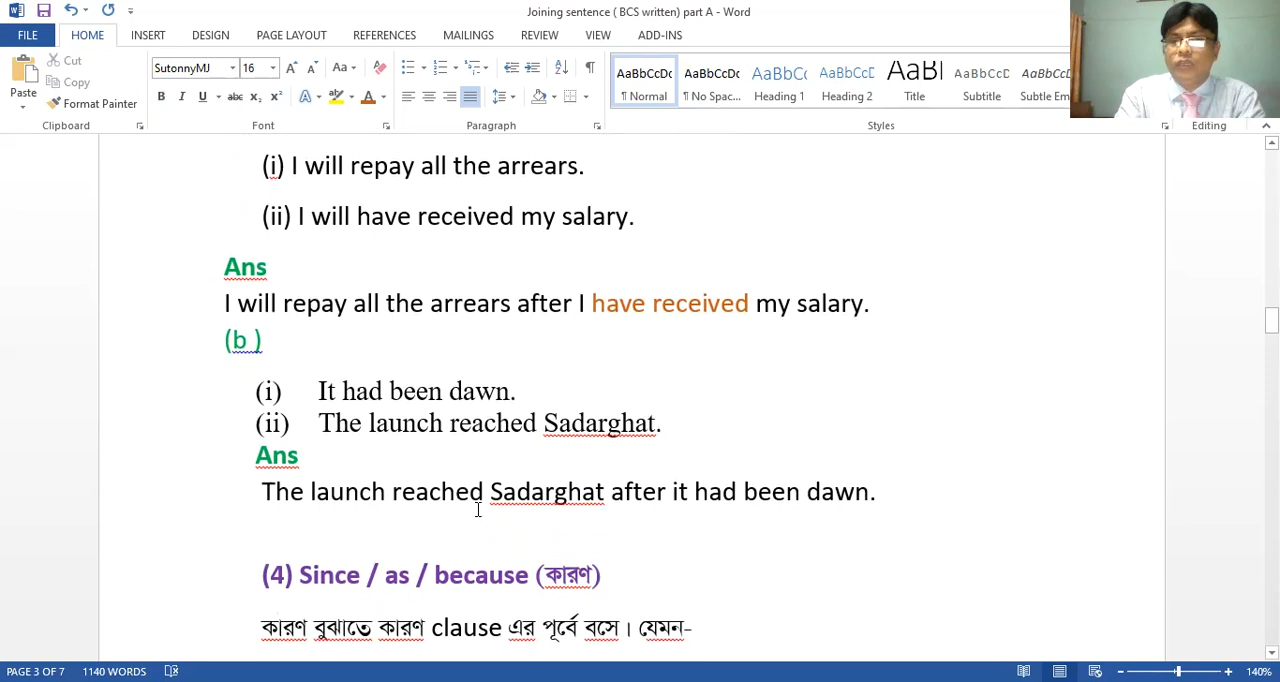 Joining sentence ( BCS written) part A - Word
FILE HOME INSERT DESIGN PAGE LAYOUT REFERENCES MAILINGS REVIEW VIEW ADD-INS
Cut
Copy
Format Painter
Paste
Clipboard
SutonnyMJ 16
Font
Paragraph
AaBbCcDc AaBbCcDc AaBbCc AaBbCcD AaBl AaBbCcD AaBbCcD
¶ Normal ¶ No Spac... Heading 1 Heading 2 Title Subtitle Subtle Em
Styles
Editing
(i) I will repay all the arrears.
(ii) I will have received my salary.
Ans
I will repay all the arrears after I have received my salary.
(b )
(i) It had been dawn.
(ii) The launch reached Sadarghat.
Ans
The launch reached Sadarghat after it had been dawn.
(4) Since / as / because (কারণ)
কারণ বুঝাতে কারণ clause এর পূর্বে বসে। যেমন-
PAGE 3 OF 7 1140 WORDS 140%